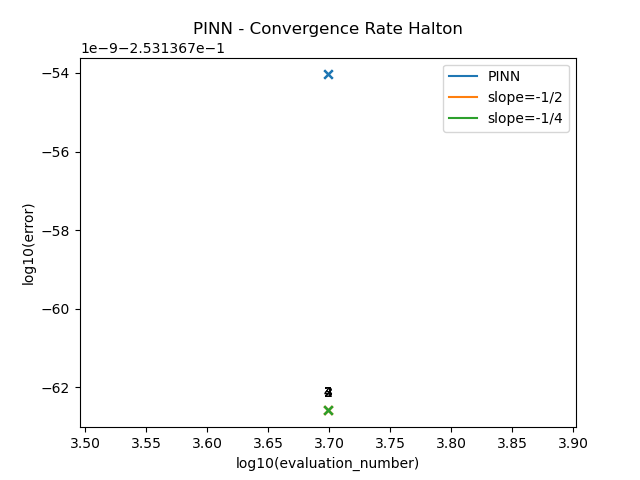 PINN - Convergence Rate Halton
1e−9−2.531367e−1
PINN
slope=-1/2
slope=-1/4
−54
−56
−58
−60
−62
log10(error)
3.50 3.55 3.60 3.65 3.70 3.75 3.80 3.85 3.90
log10(evaluation_number)